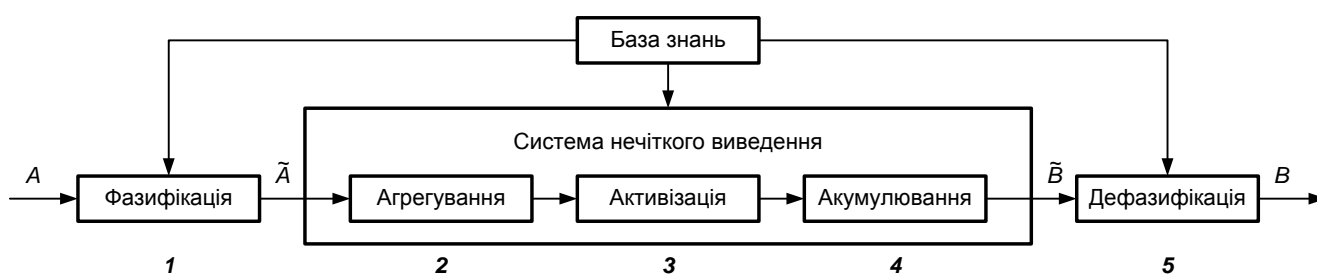 База знань
Система нечіткого виведення
A
Фазифікація
Ã
Агрегування
Активізація
Акумулювання
B̃
Дефазифікація
B
1
2
3
4
5